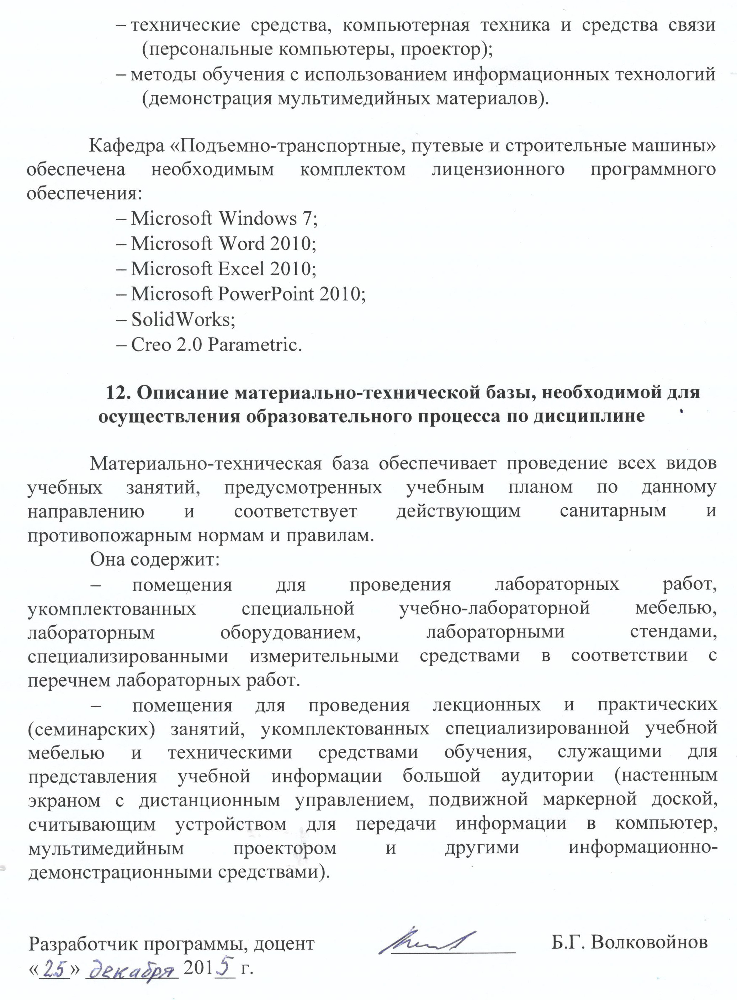 – технические средства, компьютерная техника и средства связи
(персональные компьютеры, проектор);
– методы обучения с использованием информационных технологий
(демонстрация мультимедийных материалов).
Кафедра «Подъемно-транспортные, путевые и строительные машины»
обеспечена необходимым комплектом лицензионного программного
обеспечения:
– Microsoft Windows 7;
– Microsoft Word 2010;
– Microsoft Excel 2010;
– Microsoft PowerPoint 2010;
– SolidWorks;
– Creo 2.0 Parametric.
12. Описание материально-технической базы, необходимой для
осуществления образовательного процесса по дисциплине
Материально-техническая база обеспечивает проведение всех видов
учебных занятий, предусмотренных учебным планом по данному
направлению и соответствует действующим санитарным и
противопожарным нормам и правилам.
Она содержит:
– помещения для проведения лабораторных работ,
укомплектованных специальной учебно-лабораторной мебелью,
лабораторным оборудованием, лабораторными стендами,
специализированными измерительными средствами в соответствии с
перечнем лабораторных работ.
– помещения для проведения лекционных и практических
(семинарских) занятий, укомплектованных специализированной учебной
мебелью и техническими средствами обучения, служащими для
представления учебной информации большой аудитории (настенным
экраном с дистанционным управлением, подвижной маркерной доской,
считывающим устройством для передачи информации в компьютер,
мультимедийным проектором и другими информационно-
демонстрационными средствами).
Разработчик программы, доцент Б.Г. Волковойнов
«25» декабря 2015 г.